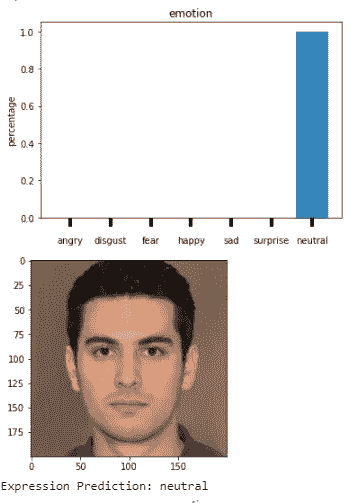 emotion
1.0
0.8
0.6
0.4
0.2
0.0
percentage
angry disgust fear happy sad surprise neutral
0
25
50
75
100
125
150
175
0 50 100 150
Expression Prediction: neutral